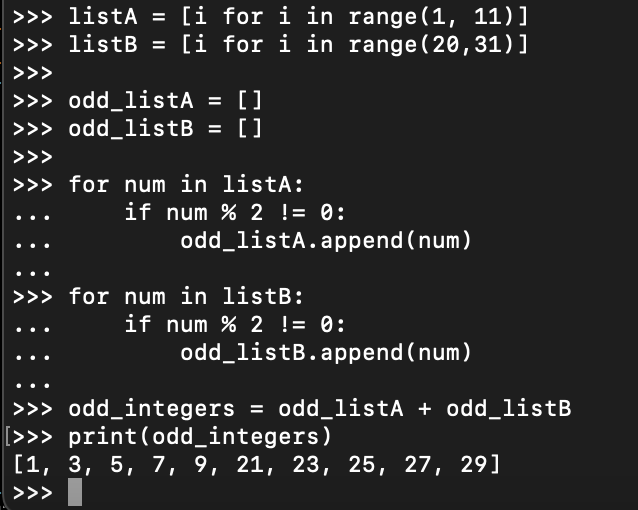 >>> listA = [i for i in range(1, 11)]
>>> listB = [i for i in range(20,31)]
>>>
>>> odd_listA = []
>>> odd_listB = []
>>>
>>> for num in listA:
...     if num % 2 != 0:
...         odd_listA.append(num)
...
>>> for num in listB:
...     if num % 2 != 0:
...         odd_listB.append(num)
...
>>> odd_integers = odd_listA + odd_listB
[>>> print(odd_integers)
[1, 3, 5, 7, 9, 21, 23, 25, 27, 29]
>>>